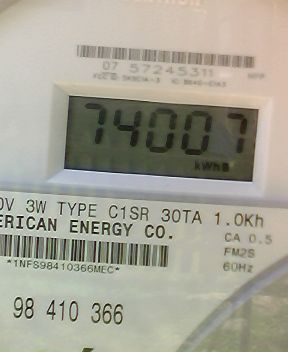 07 57245311
74007
kWhB
0V 3W TYPE C1SR 30TA 1.0Kh
ERICAN ENERGY CO.
CA 0.5
FM2S
60Hz
*1NFS98410366MEC*
98 410 366